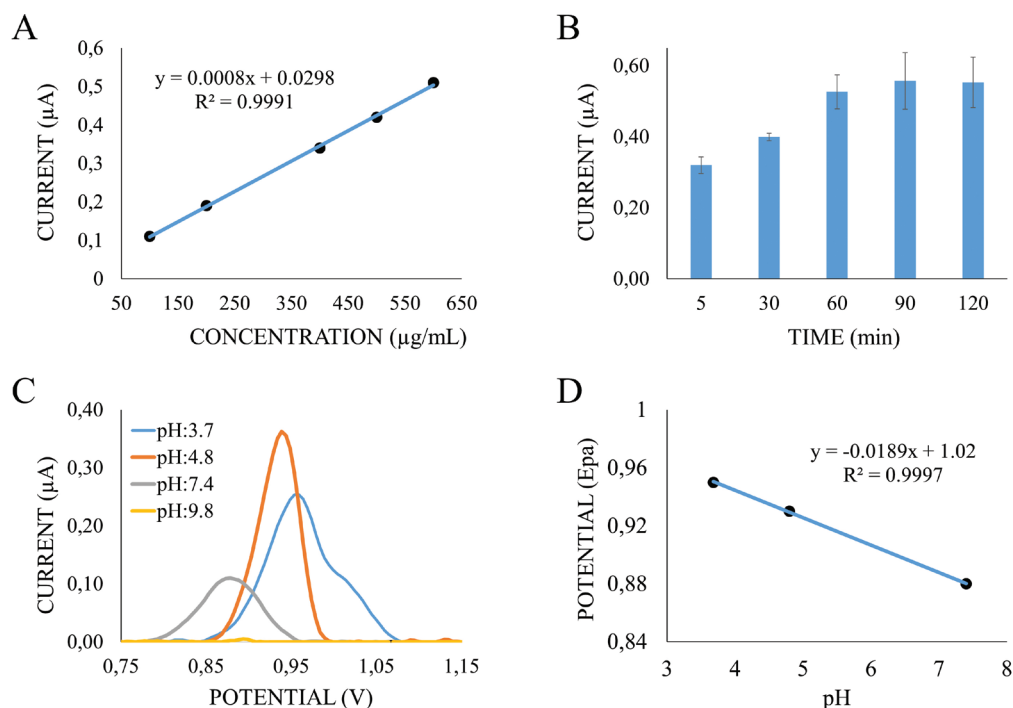 A
0,6
0,5
0,4
0,3
0,2
0,1
0
CURRENT (µA)
y = 0.0008x + 0.0298
R² = 0.9991
50 150 250 350 450 550 650
CONCENTRATION (µg/mL)
B
0,60
0,40
0,20
0,00
CURRENT (µA)
5 30 60 90 120
TIME (min)
C
0,40
0,30
0,20
0,10
0,00
CURRENT (µA)
pH:3.7
pH:4.8
pH:7.4
pH:9.8
0,75 0,85 0,95 1,05 1,15
POTENTIAL (V)
D
1
0,96
0,92
0,88
0,84
POTENTIAL (Epa)
y = -0.0189x + 1.02
R² = 0.9997
3 4 5 6 7 8
pH